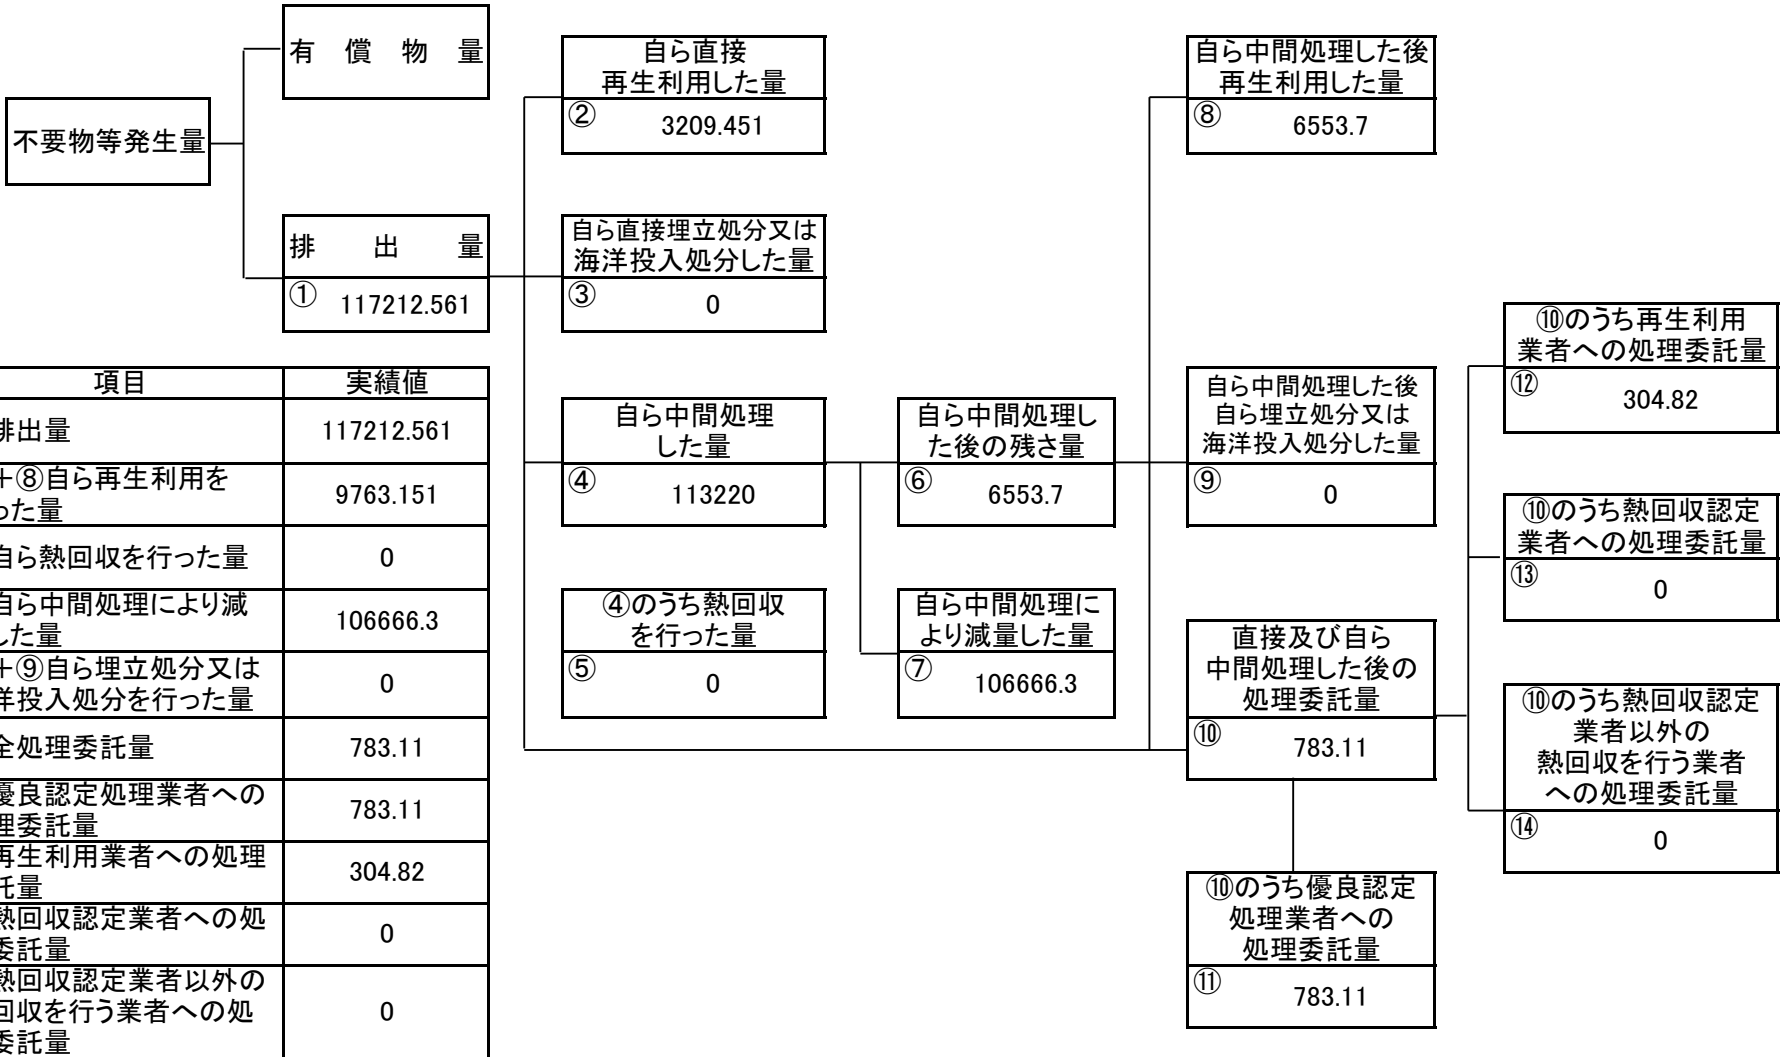 有償物量
不要物等発生量
排出量
① 117212.561
自ら直接
再生利用した量
② 3209.451
自ら直接埋立処分又は
海洋投入処分した量
③ 0
自ら中間処理
した量
④ 113220
④のうち熱回収
を行った量
⑤ 0
自ら中間処理し
た後の残さ量
⑥ 6553.7
自ら中間処理に
より減量した量
⑦ 106666.3
自ら中間処理した後
再生利用した量
⑧ 6553.7
自ら中間処理した後
自ら埋立処分又は
海洋投入処分した量
⑨ 0
直接及び自ら
中間処理した後の
処理委託量
⑩ 783.11
⑩のうち優良認定
処理業者への
処理委託量
⑪ 783.11
⑩のうち再生利用
業者への処理委託量
⑫ 304.82
⑩のうち熱回収認定
業者への処理委託量
⑬ 0
⑩のうち熱回収認定
業者以外の
熱回収を行う業者
への処理委託量
⑭ 0
項目 実績値
排出量 117212.561
+⑧自ら再生利用を
った量 9763.151
自ら熱回収を行った量 0
自ら中間処理により減
した量 106666.3
+⑨自ら埋立処分又は
洋投入処分を行った量 0
全処理委託量 783.11
優良認定処理業者への
理委託量 783.11
再生利用業者への処理
託量 304.82
熱回収認定業者への処
委託量 0
熱回収認定業者以外の
回収を行う業者への処
委託量 0